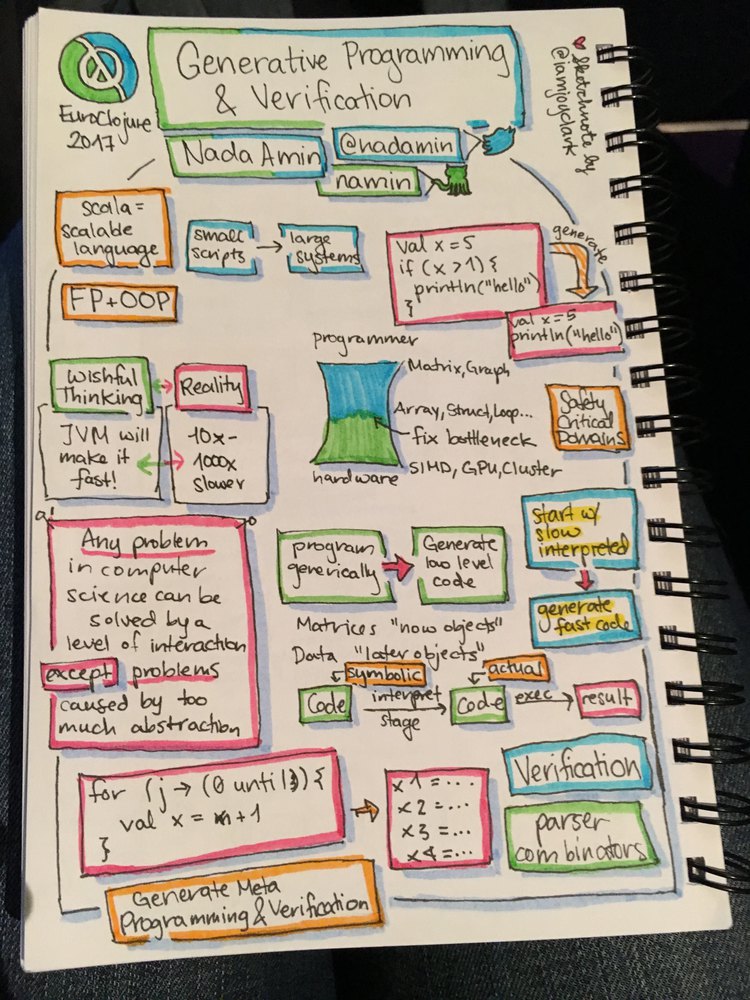 EuroClojure
2017
Generative Programming
& Verification
♥ Sketchnote by
@iamjoyclark
Nada Amin
@nadamin
namin
scala =
scalable
language
small
scripts
large
systems
FP + OOP
val x = 5
if (x > 1) {
println("hello")
}
generate
val x = 5
println("hello")
Wishful
Thinking
Reality
JVM will
make it
fast!
10x-
1000x
slower
programmer
Matrix, Graph
Array, Struct, Loop...
fix bottleneck
SIMD, GPU, Cluster
hardware
Safety
Critical
Domains
Any problem
in computer
science can be
solved by a
level of interaction
except problems
caused by too
much abstraction
program
generically
Generate
low level
code
start w/
slow
interpreted
generate
fast code
Matrices "now objects"
Data "later objects"
symbolic
actual
Code
interpret
stage
Code
exec
result
for (j → (0 until 3)) {
val x = n + 1
}
x1 = ...
x2 = ...
x3 = ...
x4 = ...
Verification
parser
combinators
Generate Meta
Programming & Verification